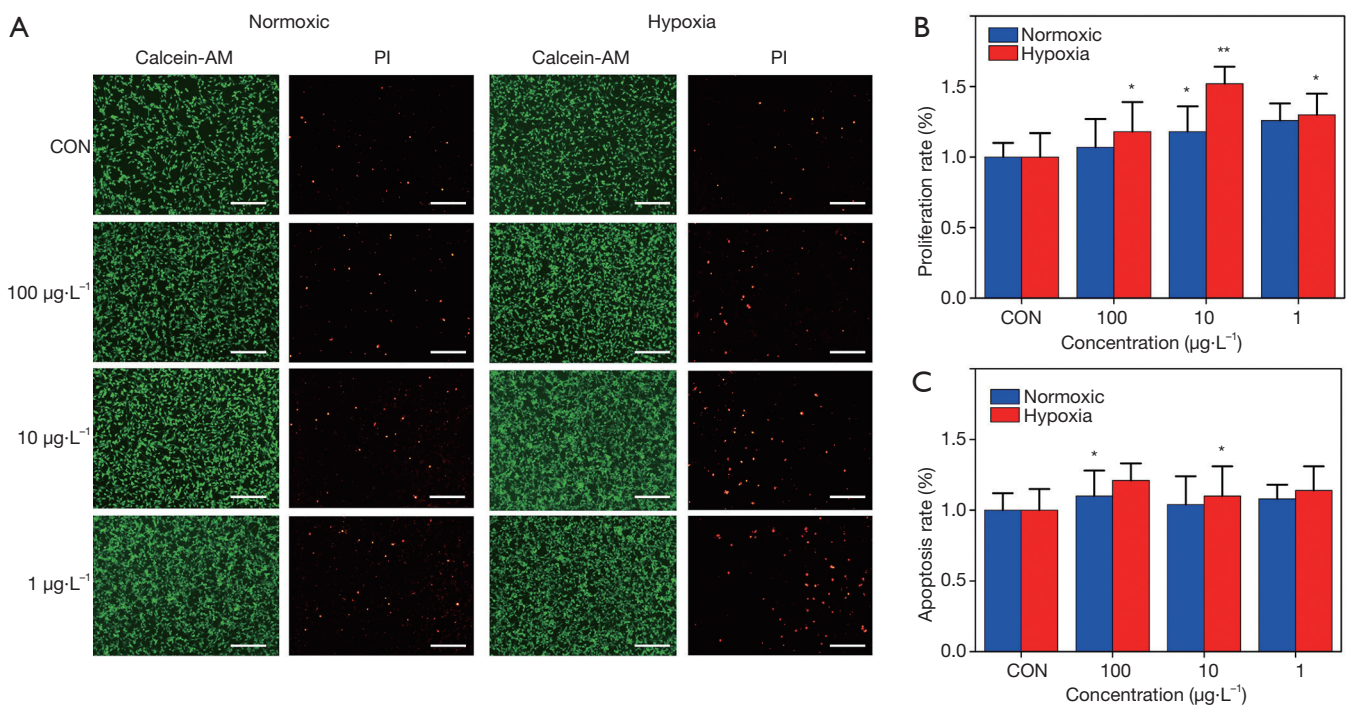 A
Normoxic
Hypoxia
Calcein-AM
PI
Calcein-AM
PI
CON
100 µg·L⁻¹
10 µg·L⁻¹
1 µg·L⁻¹
B
Normoxic
Hypoxia
Proliferation rate (%)
1.5
1.0
0.5
0.0
*
*
**
*
CON
100
10
1
Concentration (µg·L⁻¹)
C
Normoxic
Hypoxia
Apoptosis rate (%)
1.5
1.0
0.5
0.0
*
*
CON
100
10
1
Concentration (µg·L⁻¹)